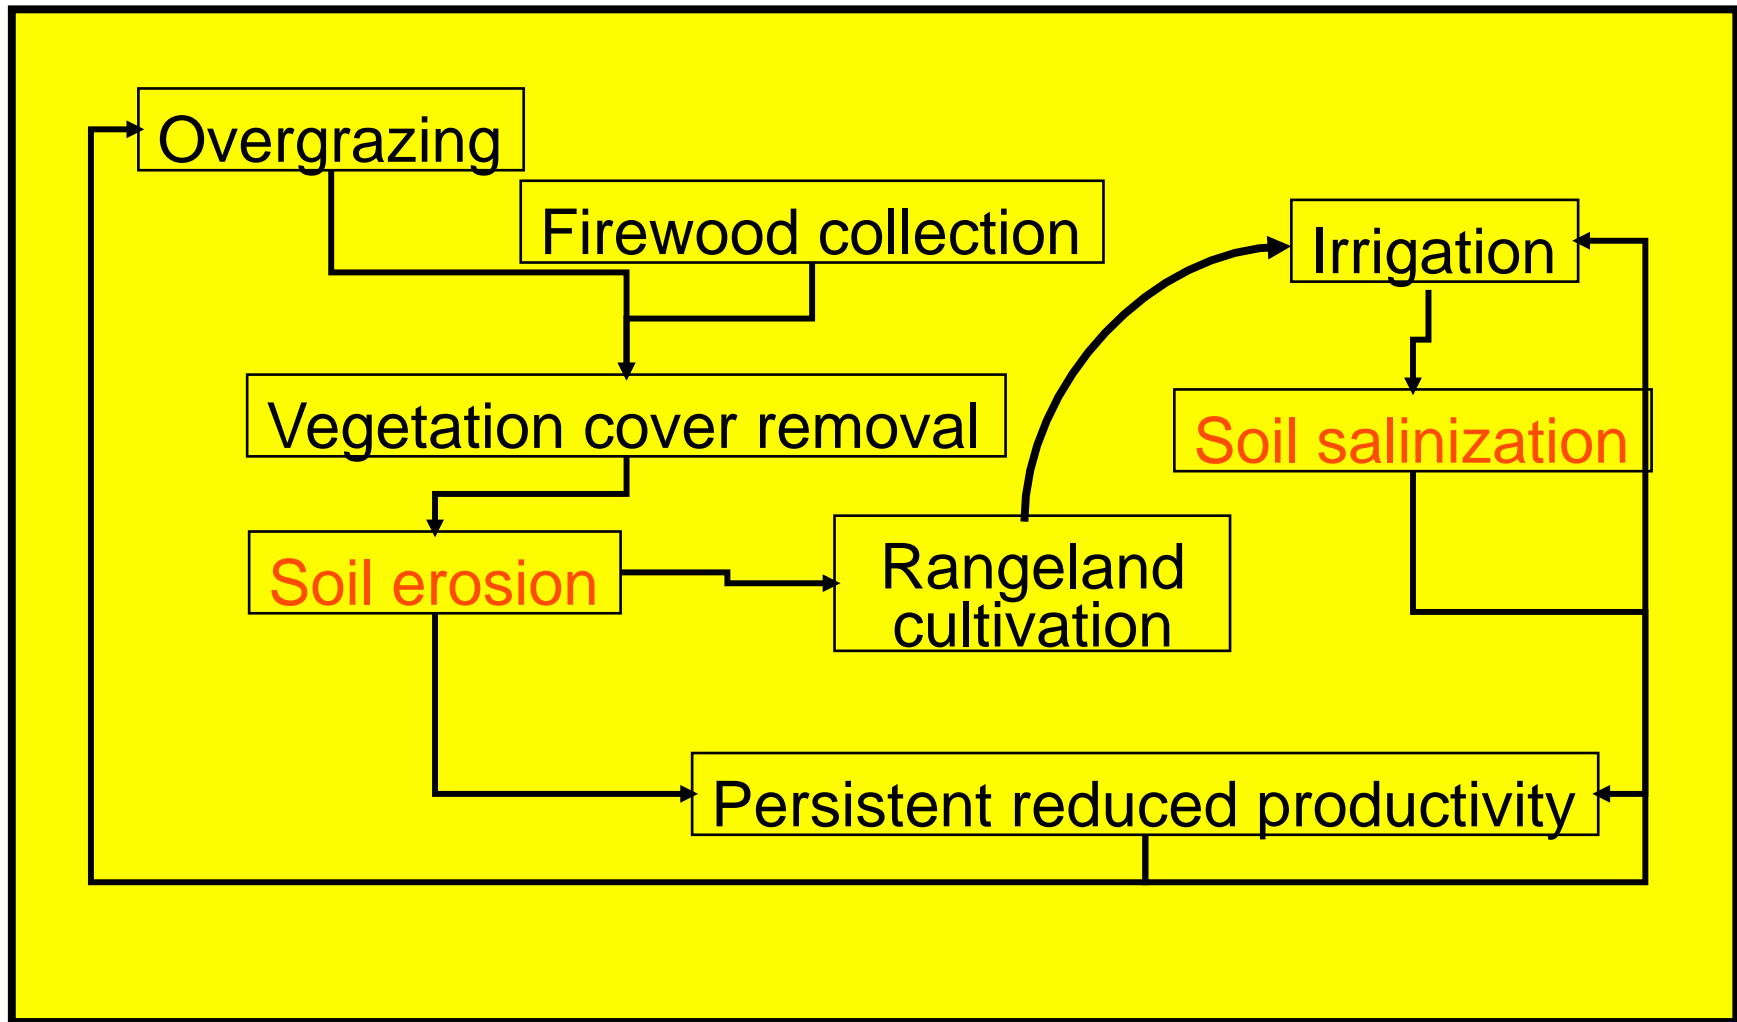 Overgrazing
Firewood collection
Irrigation
Vegetation cover removal
Soil salinization
Soil erosion
Rangeland
cultivation
Persistent reduced productivity